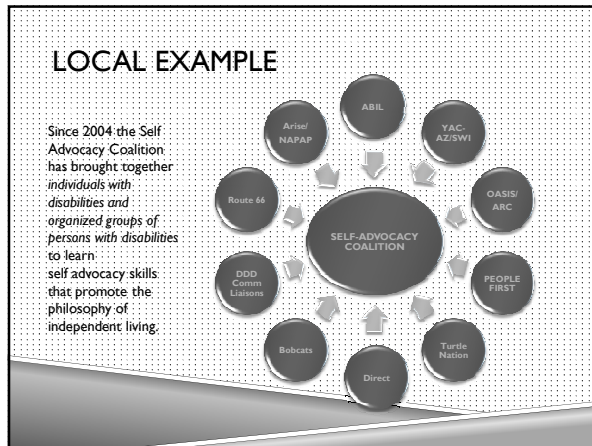 LOCAL EXAMPLE
Since 2004 the Self
Advocacy Coalition
has brought together
individuals with
disabilities and
organized groups of
persons with disabilities
to learn
self advocacy skills
that promote the
philosophy of
independent living.
ABIL
YAC-
AZ/SWI
OASIS/
ARC
PEOPLE
FIRST
Turtle
Nation
Direct
Bobcats
DDD
Comm
Liaisons
Route 66
Arise/
NAPAP
SELF-ADVOCACY
COALITION